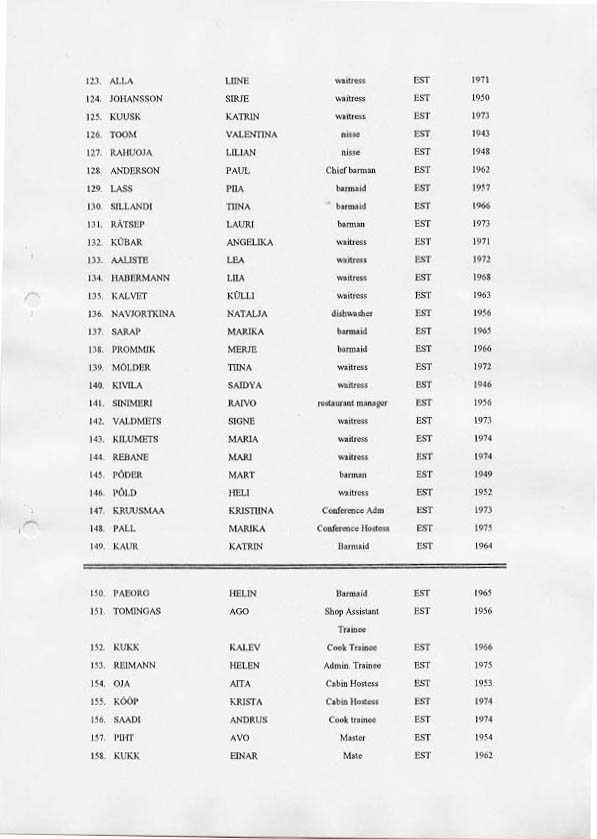 123. ALLA LIINE waitress EST 1971
124. JOHANSSON SIRJE waitress EST 1950
125. KUUSK KATRIN waitress EST 1973
126. TOOM VALENTINA nisse EST 1943
127. RAHUOJA LILIAN nisse EST 1948
128. ANDERSON PAUL Chief barman EST 1962
129. LASS PIIA barmaid EST 1957
130. SILLANDI TIINA barmaid EST 1966
131. RÄTSEP LAURI barman EST 1973
132. KÜBAR ANGELIKA waitress EST 1971
133. AALISTE LEA waitress EST 1972
134. HABERMANN LIIA waitress EST 1968
135. KALVET KÜLLI waitress EST 1963
136. NAVJORTKINA NATALJA dishwasher EST 1956
137. SARAP MARIKA barmaid EST 1965
138. PROMMIK MERJE barmaid EST 1966
139. MÖLDER TIINA waitress EST 1972
140. KIVILA SAIDYA waitress EST 1946
141. SINIMERI RAIVO restaurant manager EST 1956
142. VALDMETS SIGNE waitress EST 1973
143. KILUMETS MARIA waitress EST 1974
144. REBANE MARI waitress EST 1974
145. PÕDER MART barman EST 1949
146. PÕLD HELI waitress EST 1952
147. KRUUSMAA KRISTIINA Conference Adm EST 1973
148. PALL MARIKA Conference Hostess EST 1975
149. KAUR KATRIN Barmaid EST 1964
150. PAEORG HELIN Barmaid EST 1965
151. TOMINGAS AGO Shop Assistant EST 1956
Trainee
152. KUKK KALEV Cook Trainee EST 1966
153. REIMANN HELEN Admin. Trainee EST 1975
154. OJA AITA Cabin Hostess EST 1953
155. KÖÖP KRISTA Cabin Hostess EST 1974
156. SAADI ANDRUS Cook trainee EST 1974
157. PIHT AVO Master EST 1954
158. KUKK EINAR Mate EST 1962